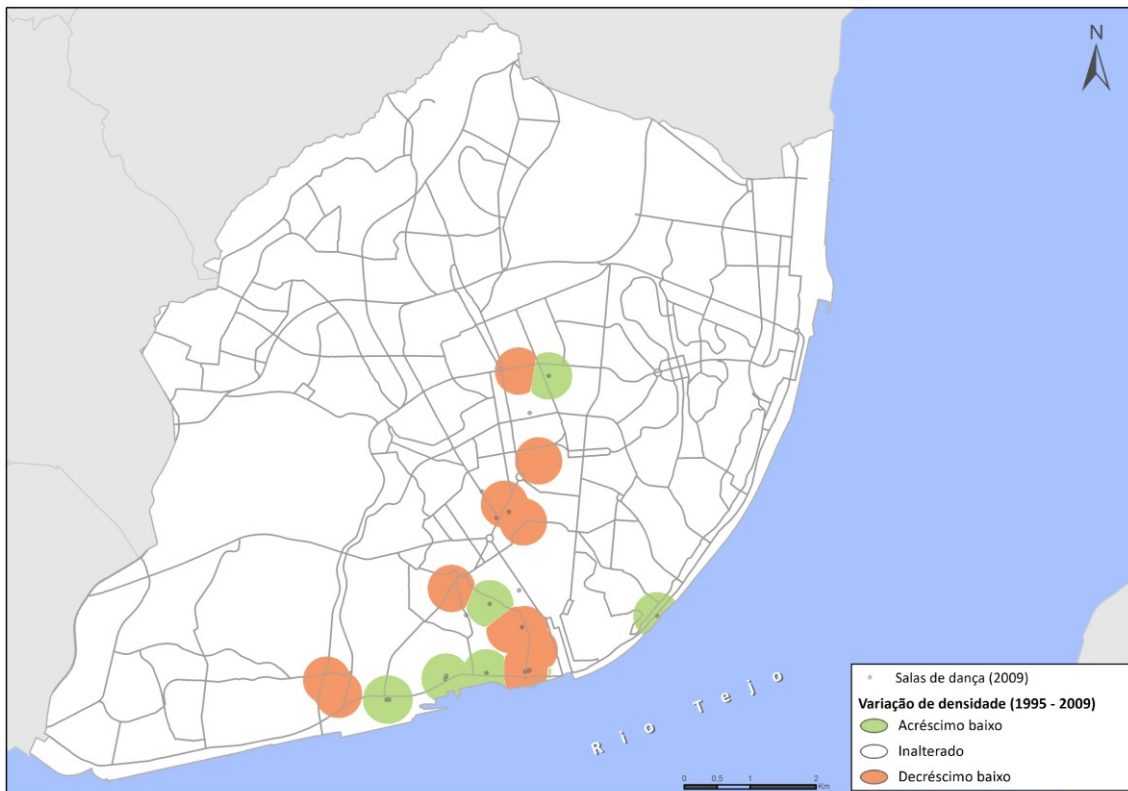 N
Rio Tejo
Salas de dança (2009)
Variação de densidade (1995 - 2009)
Acréscimo baixo
Inalterado
Decréscimo baixo
0 0,5 1 2
Km